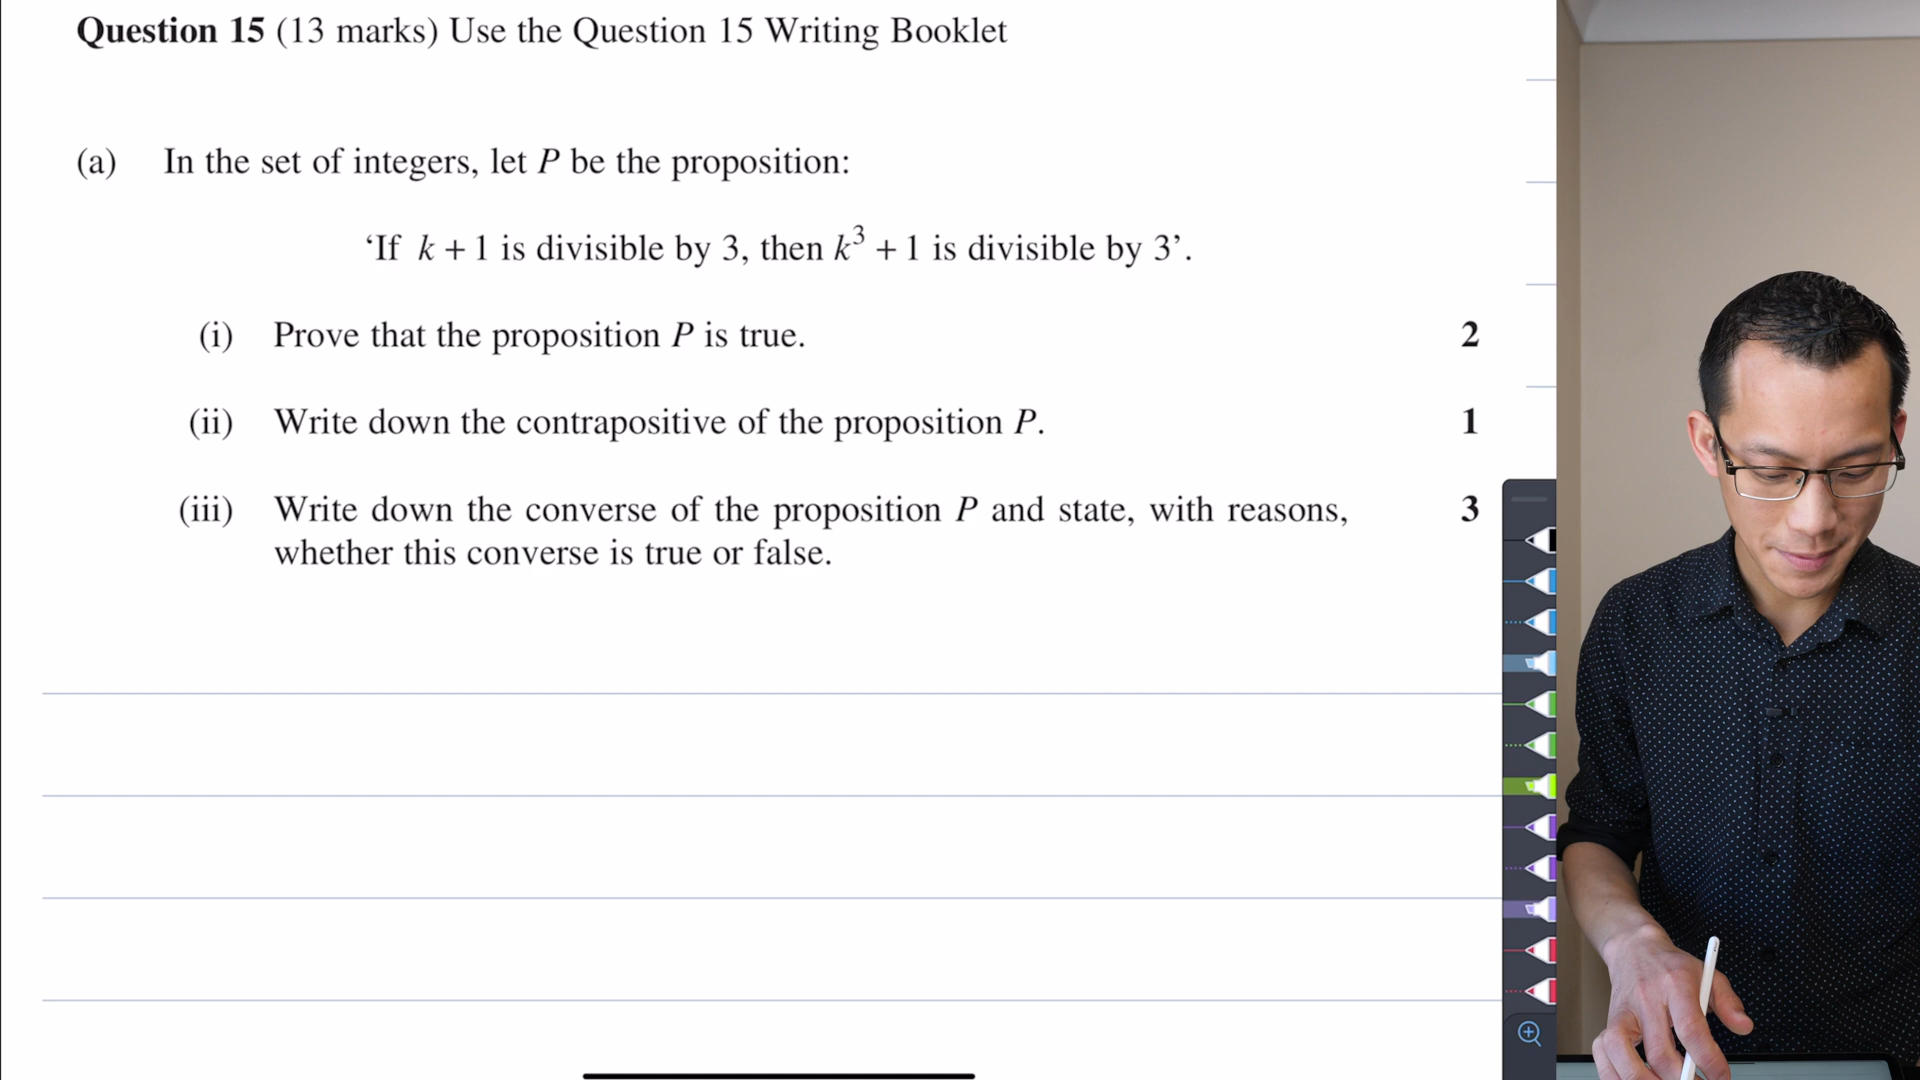 Question 15 (13 marks) Use the Question 15 Writing Booklet
(a) In the set of integers, let P be the proposition:
‘If k + 1 is divisible by 3, then k³ + 1 is divisible by 3’.
(i) Prove that the proposition P is true. 2
(ii) Write down the contrapositive of the proposition P. 1
(iii) Write down the converse of the proposition P and state, with reasons, 3
whether this converse is true or false.